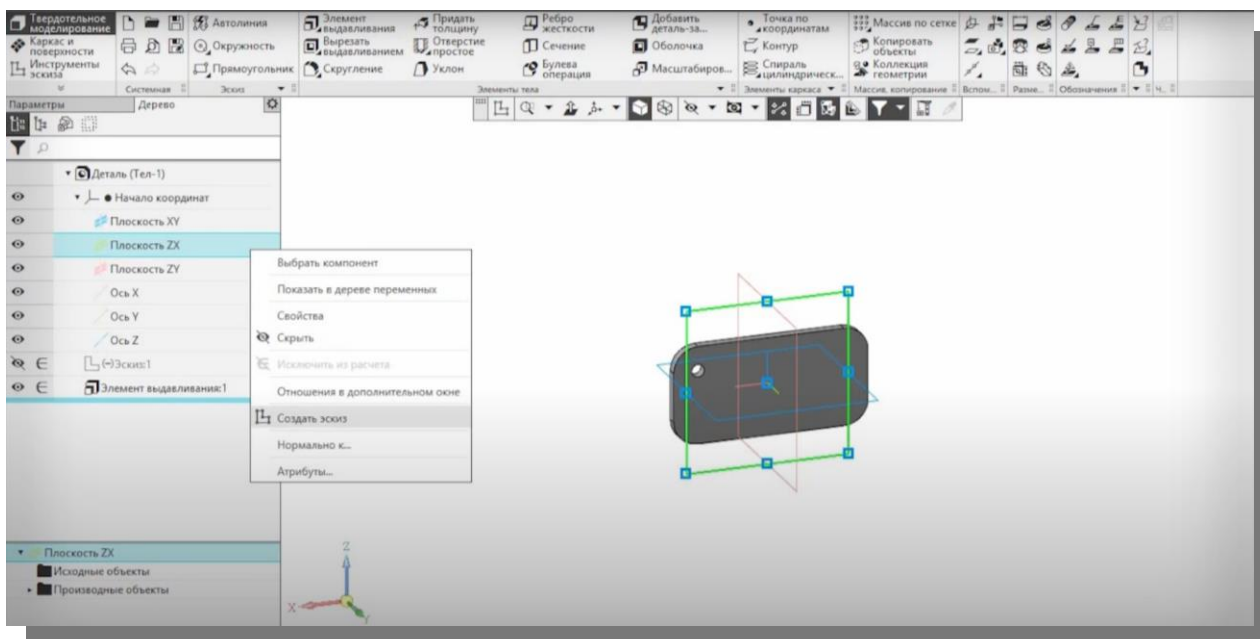 Твердотельное моделирование
Каркас и поверхности
Инструменты эскиза
Системная
Автолиния
Окружность
Прямоугольник
Эскиз
Элемент выдавливания
Вырезать выдавливанием
Скругление
Придать толщину
Отверстие простое
Уклон
Ребро жесткости
Сечение
Булева операция
Добавить деталь-за...
Оболочка
Масштабиров...
Элементы тела
Точка по координатам
Контур
Спираль цилиндрическ...
Элементы каркаса
Массив по сетке
Копировать объекты
Коллекция геометрии
Массив, копирование
Вспом...
Разме...
Обозначения
Ч...
Параметры
Дерево
Деталь (Тел-1)
Начало координат
Плоскость XY
Плоскость ZX
Плоскость ZY
Ось X
Ось Y
Ось Z
(-)Эскиз:1
Элемент выдавливания:1
Выбрать компонент
Показать в дереве переменных
Свойства
Скрыть
Исключить из расчета
Отношения в дополнительном окне
Создать эскиз
Нормально к...
Атрибуты...
Плоскость ZX
Исходные объекты
Производные объекты
Z
X
Y